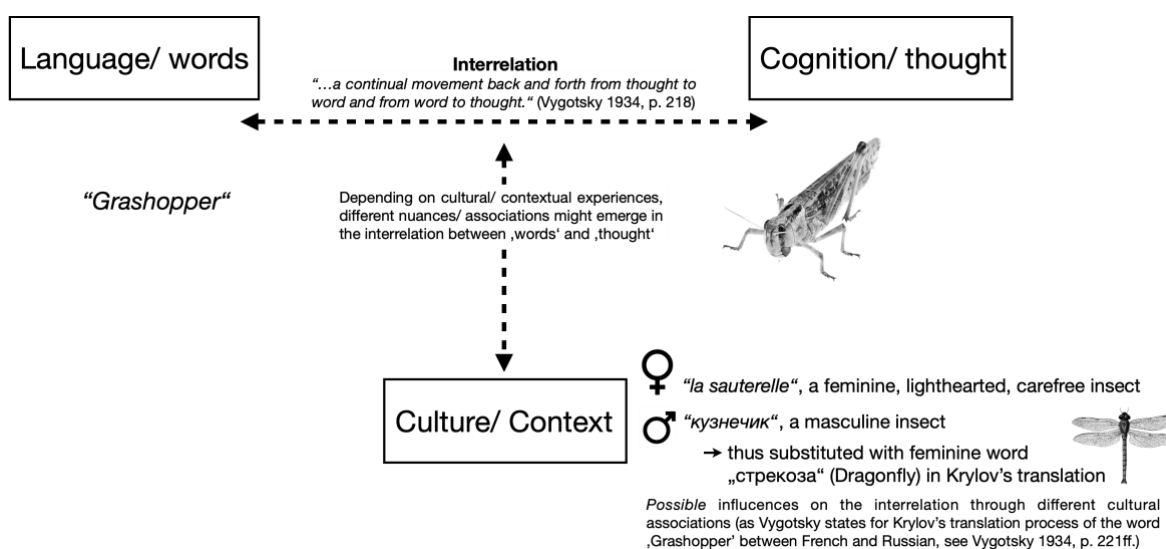 Language/ words
Cognition/ thought
Interrelation
“...a continual movement back and forth from thought to
word and from word to thought.“ (Vygotsky 1934, p. 218)
“Grashopper“
Depending on cultural/ contextual experiences,
different nuances/ associations might emerge in
the interrelation between ‚words‘ and ‚thought‘
Culture/ Context
“la sauterelle“, a feminine, lighthearted, carefree insect
“кузнечик“, a masculine insect
→ thus substituted with feminine word
„стрекоза“ (Dragonfly) in Krylov’s translation
Possible influcences on the interrelation through different cultural
associations (as Vygotsky states for Krylov’s translation process of the word
‚Grashopper’ between French and Russian, see Vygotsky 1934, p. 221ff.)